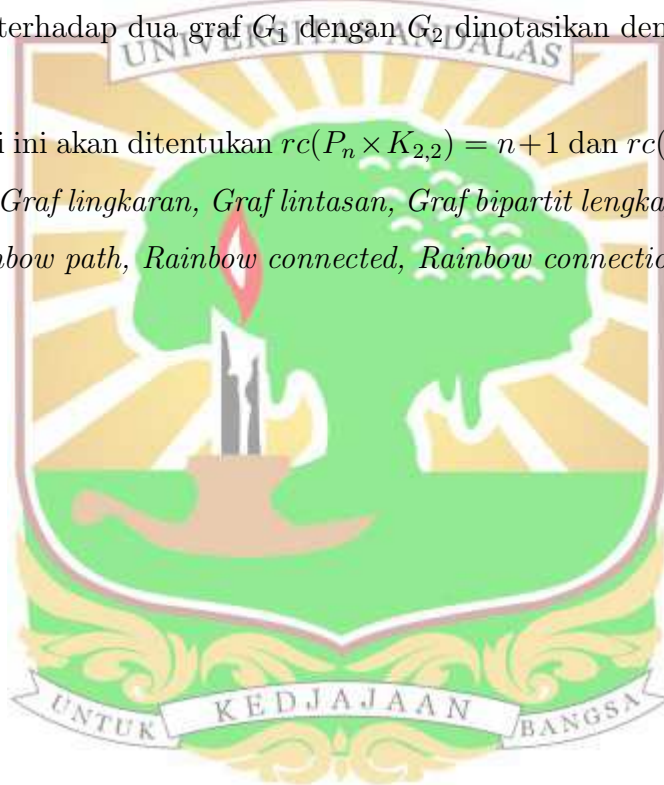 terhadap dua graf G₁ dengan G₂ dinotasikan den
UNIVERSITAS ANDALAS
i ini akan ditentukan rc(Pₙ × K₂,₂) = n+1 dan rc(
Graf lingkaran, Graf lintasan, Graf bipartit lengka
nbow path, Rainbow connected, Rainbow connectio
UNTUK KEDJAJAAN BANGSA